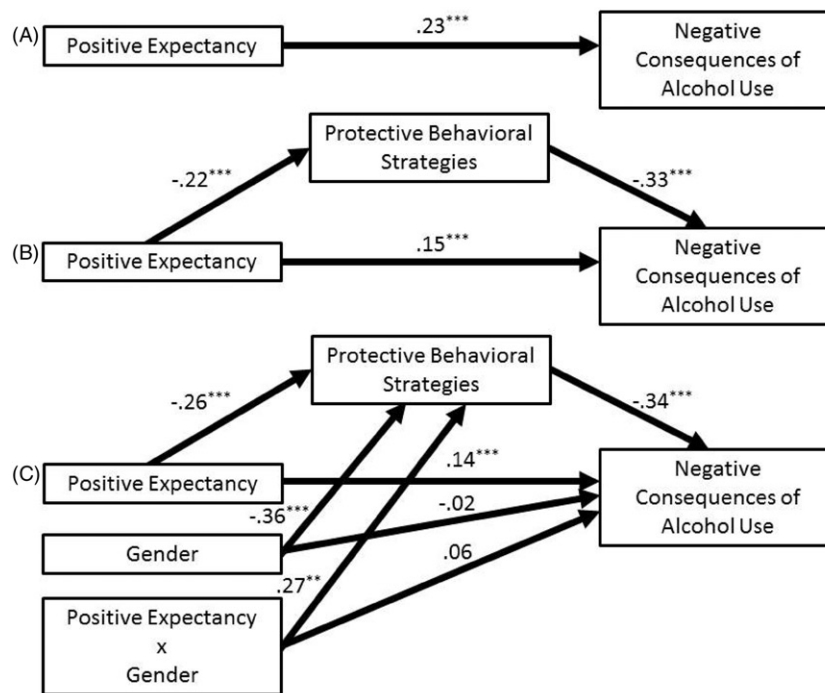 (A)
Positive Expectancy
.23***
Negative
Consequences of
Alcohol Use
Protective Behavioral
Strategies
-.22***
-.33***
(B)
Positive Expectancy
.15***
Negative
Consequences of
Alcohol Use
Protective Behavioral
Strategies
-.26***
-.34***
(C)
Positive Expectancy
.14***
Negative
Consequences of
Alcohol Use
-.36***
-.02
Gender
.27**
.06
Positive Expectancy
x
Gender